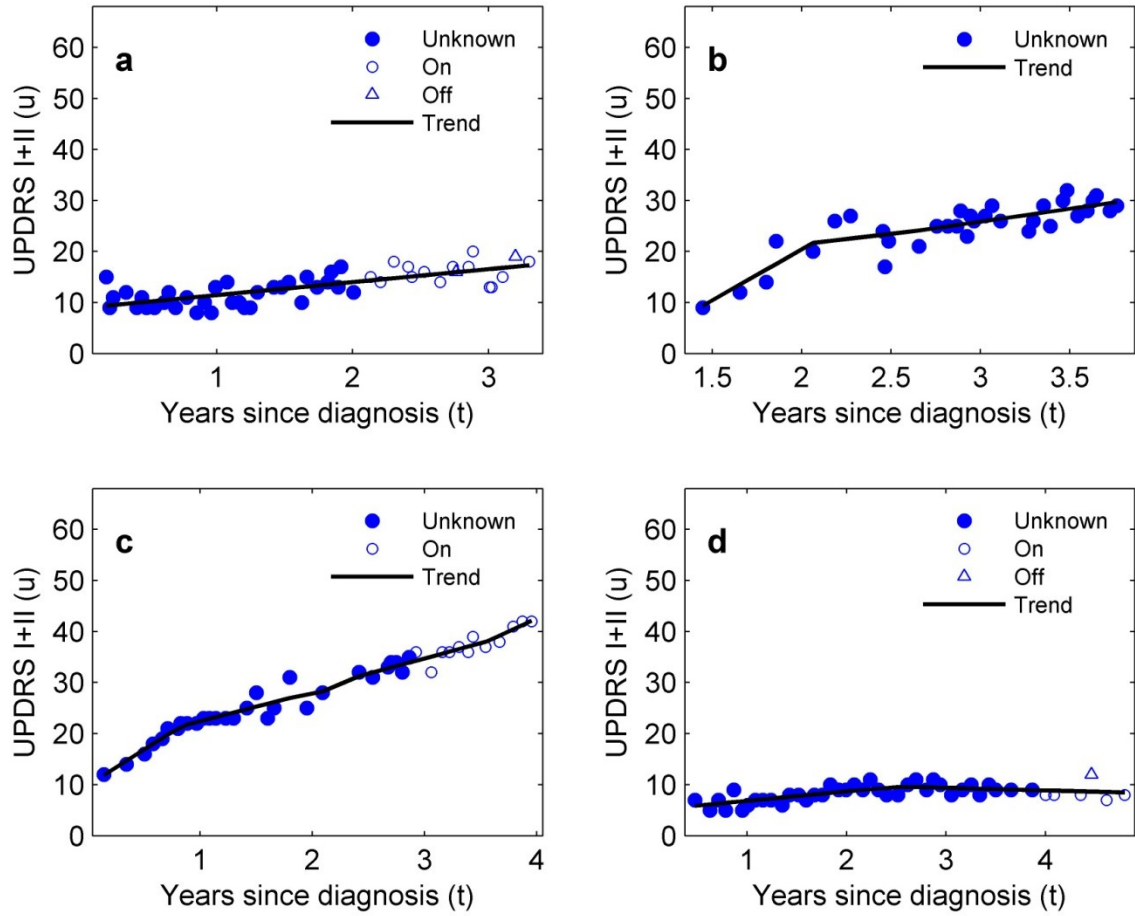 a
Unknown
On
Off
Trend
60
50
40
30
20
10
0
1
2
3
UPDRS I+II (u)
Years since diagnosis (t)
b
Unknown
Trend
60
50
40
30
20
10
0
1.5
2
2.5
3
3.5
UPDRS I+II (u)
Years since diagnosis (t)
c
Unknown
On
Trend
60
50
40
30
20
10
0
1
2
3
4
UPDRS I+II (u)
Years since diagnosis (t)
d
Unknown
On
Off
Trend
60
50
40
30
20
10
0
1
2
3
4
UPDRS I+II (u)
Years since diagnosis (t)